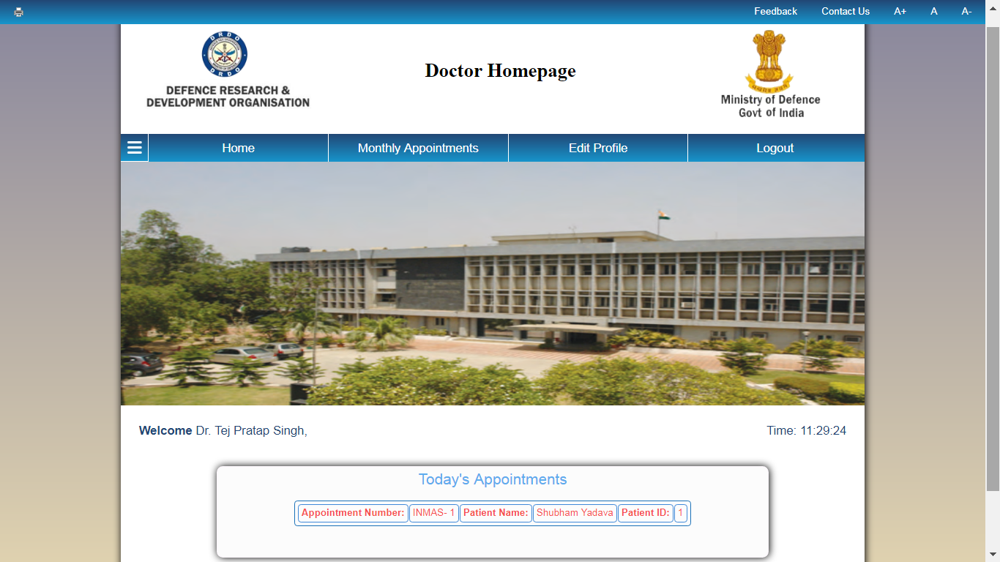 Feedback Contact Us A+ A A-
DRDO
DRDO
DEFENCE RESEARCH &
DEVELOPMENT ORGANISATION
Doctor Homepage
Ministry of Defence
Govt of India
Home Monthly Appointments Edit Profile Logout
Welcome Dr. Tej Pratap Singh, Time: 11:29:24
Today's Appointments
Appointment Number: INMAS- 1 Patient Name: Shubham Yadava Patient ID: 1